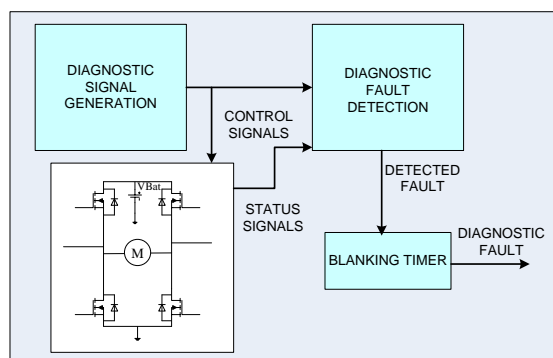 DIAGNOSTIC
SIGNAL
GENERATION
DIAGNOSTIC
FAULT
DETECTION
CONTROL
SIGNALS
VBat
M
STATUS
SIGNALS
DETECTED
FAULT
BLANKING TIMER
DIAGNOSTIC
FAULT